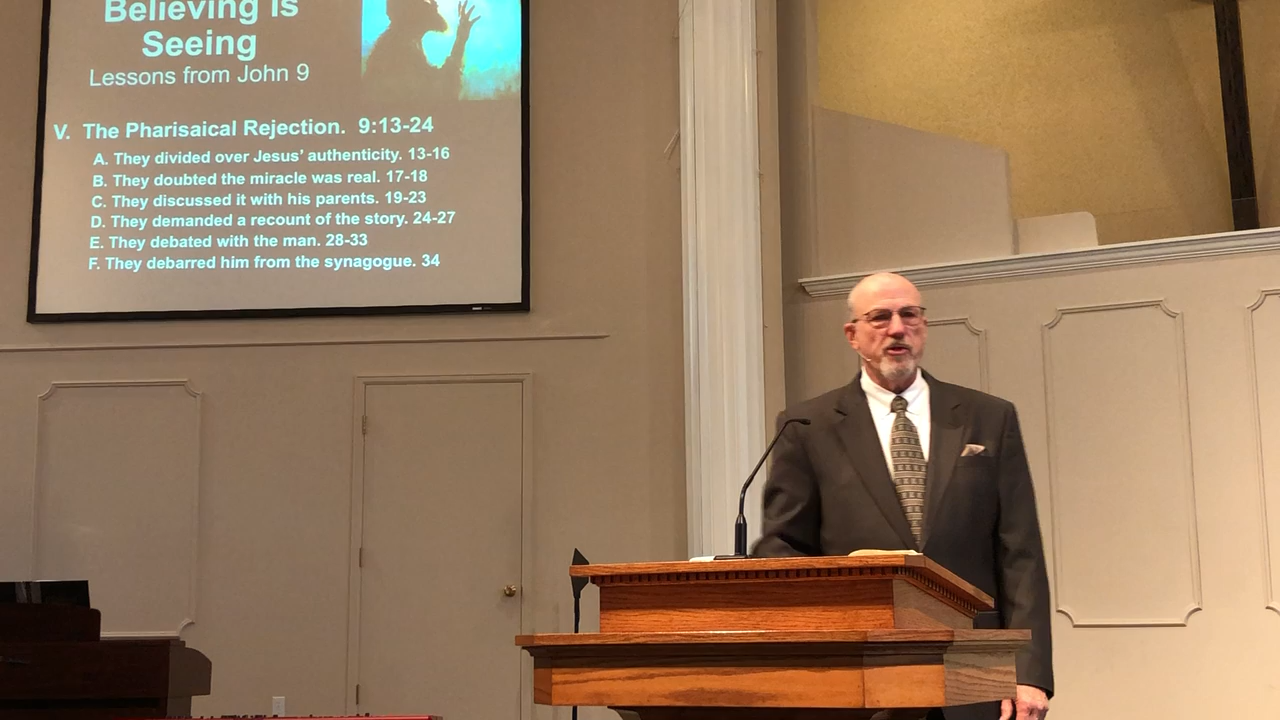 Believing is
Seeing
Lessons from John 9
V. The Pharisaical Rejection. 9:13-24
A. They divided over Jesus' authenticity. 13-16
B. They doubted the miracle was real. 17-18
C. They discussed it with his parents. 19-23
D. They demanded a recount of the story. 24-27
E. They debated with the man. 28-33
F. They debarred him from the synagogue. 34